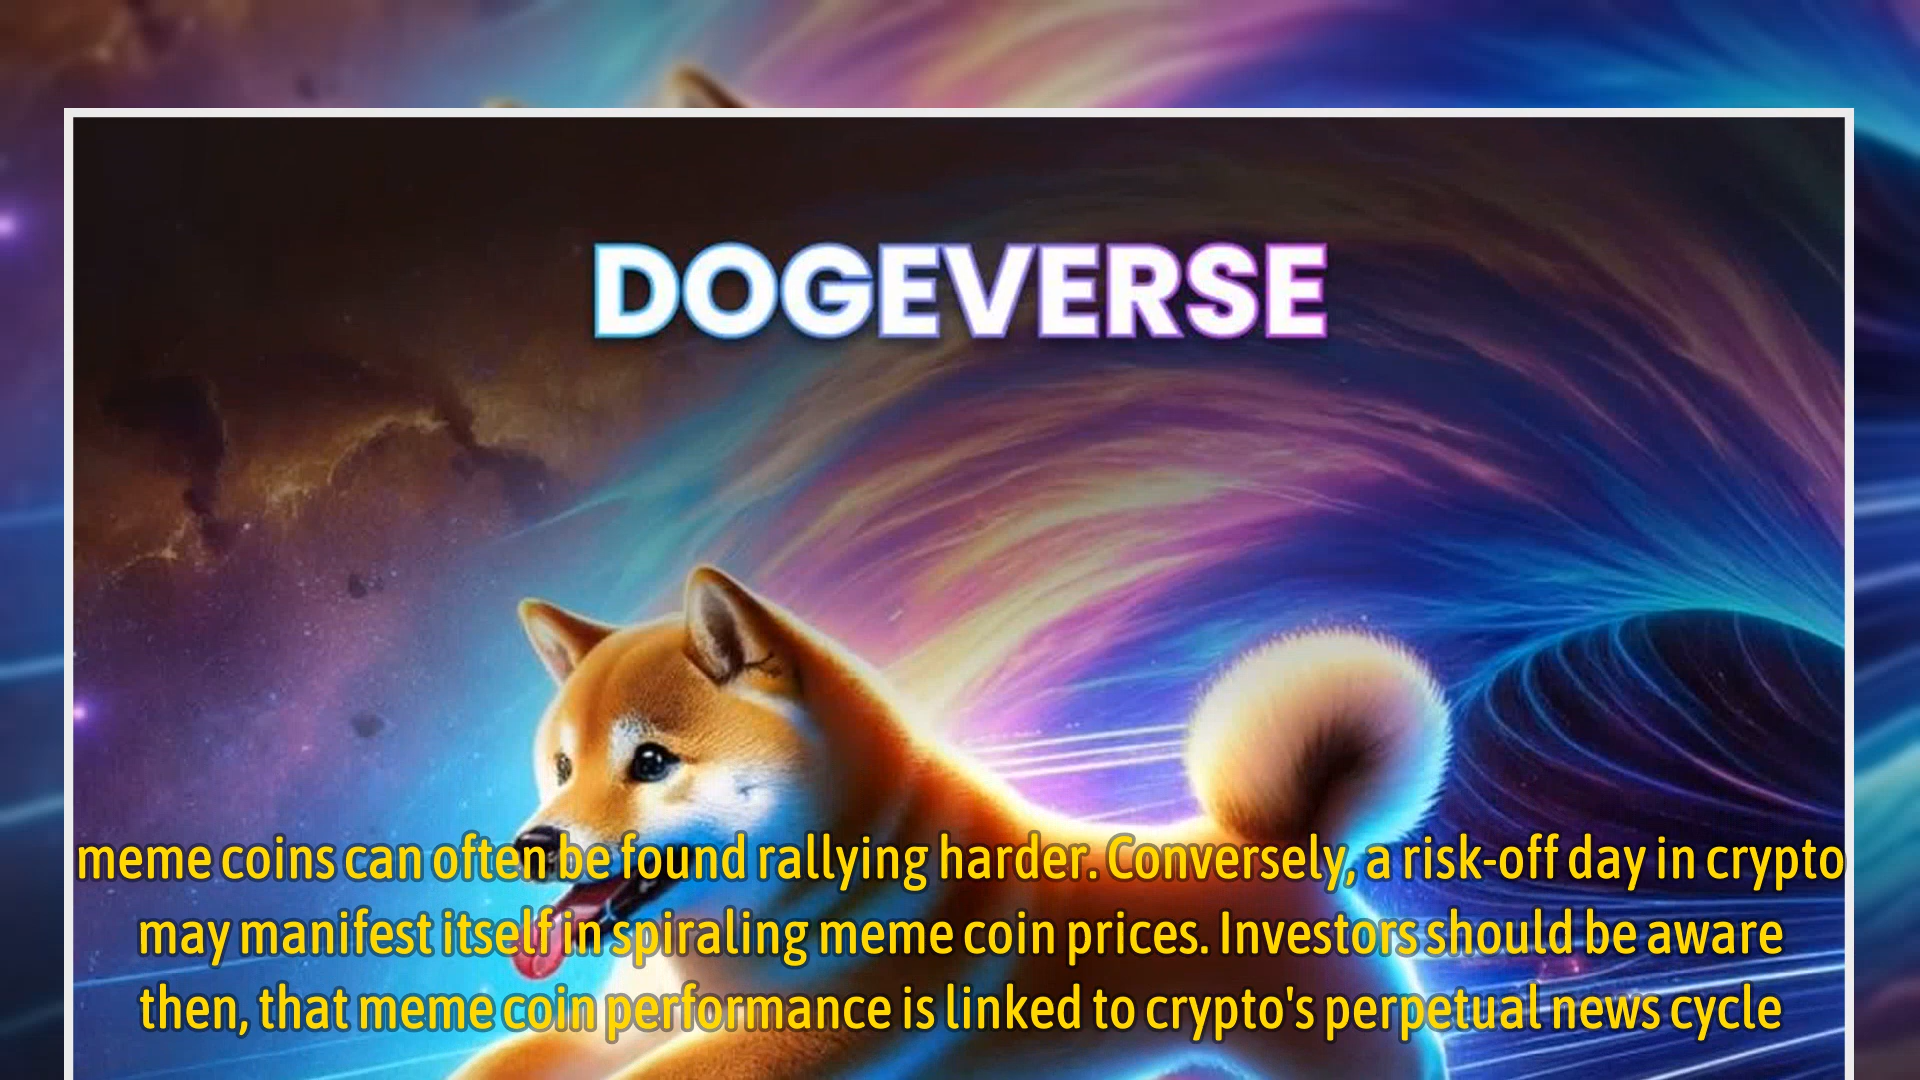 DOGEVERSE
meme coins can often be found rallying harder. Conversely, a risk-off day in crypto
may manifest itself in spiraling meme coin prices. Investors should be aware
then, that meme coin performance is linked to crypto's perpetual news cycle